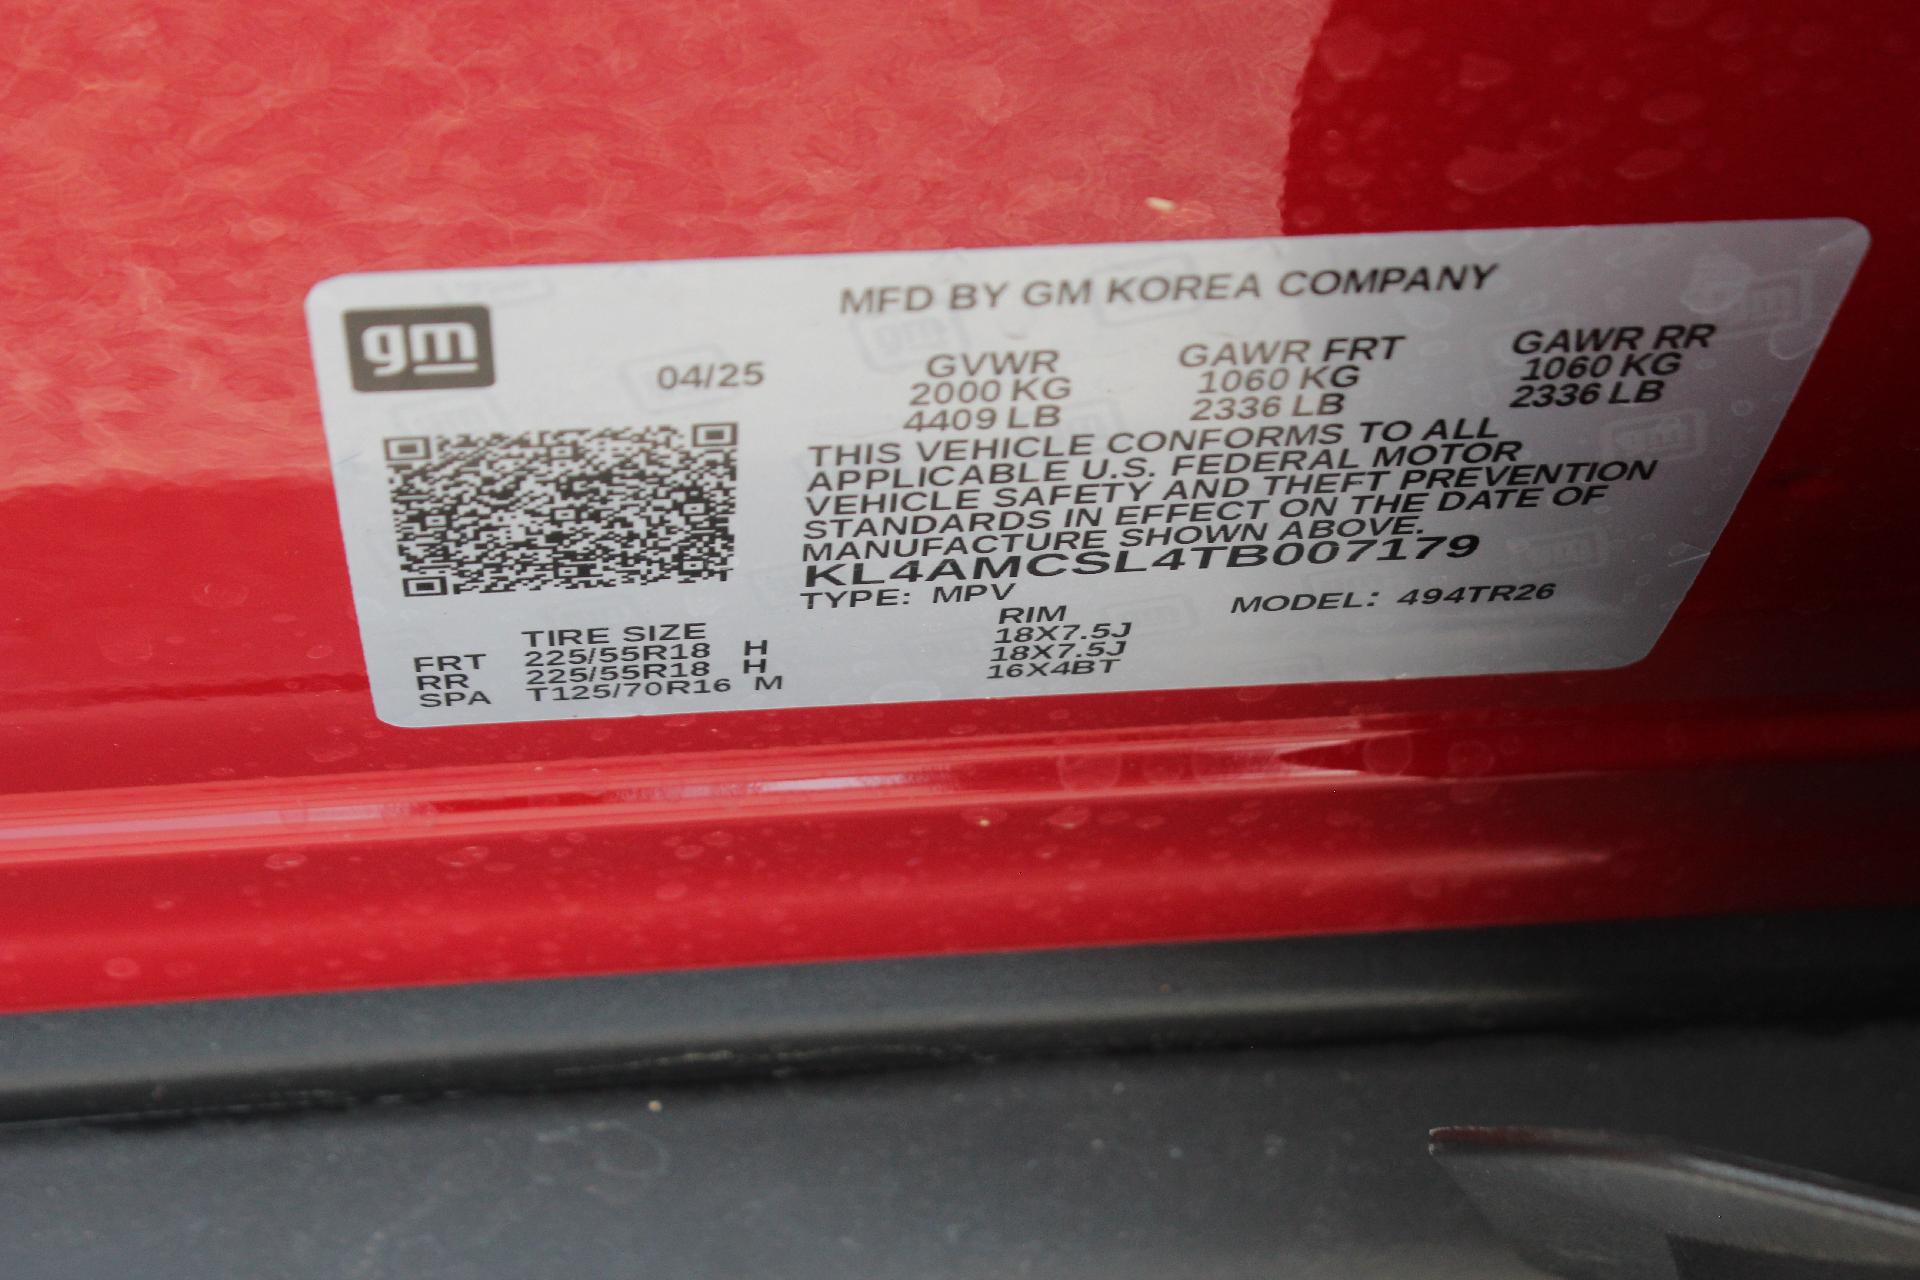 gm
MFD BY GM KOREA COMPANY
04/25
GVWR GAWR FRT GAWR RR
2000 KG 1060 KG 1060 KG
4409 LB 2336 LB 2336 LB
THIS VEHICLE CONFORMS TO ALL
APPLICABLE U.S. FEDERAL MOTOR
VEHICLE SAFETY AND THEFT PREVENTION
STANDARDS IN EFFECT ON THE DATE OF
MANUFACTURE SHOWN ABOVE.
KL4AMCSL4TB007179
TYPE: MPV MODEL: 494TR26
TIRE SIZE RIM
FRT 225/55R18 H 18X7.5J
RR 225/55R18 H 18X7.5J
SPA T125/70R16 M 16X4BT